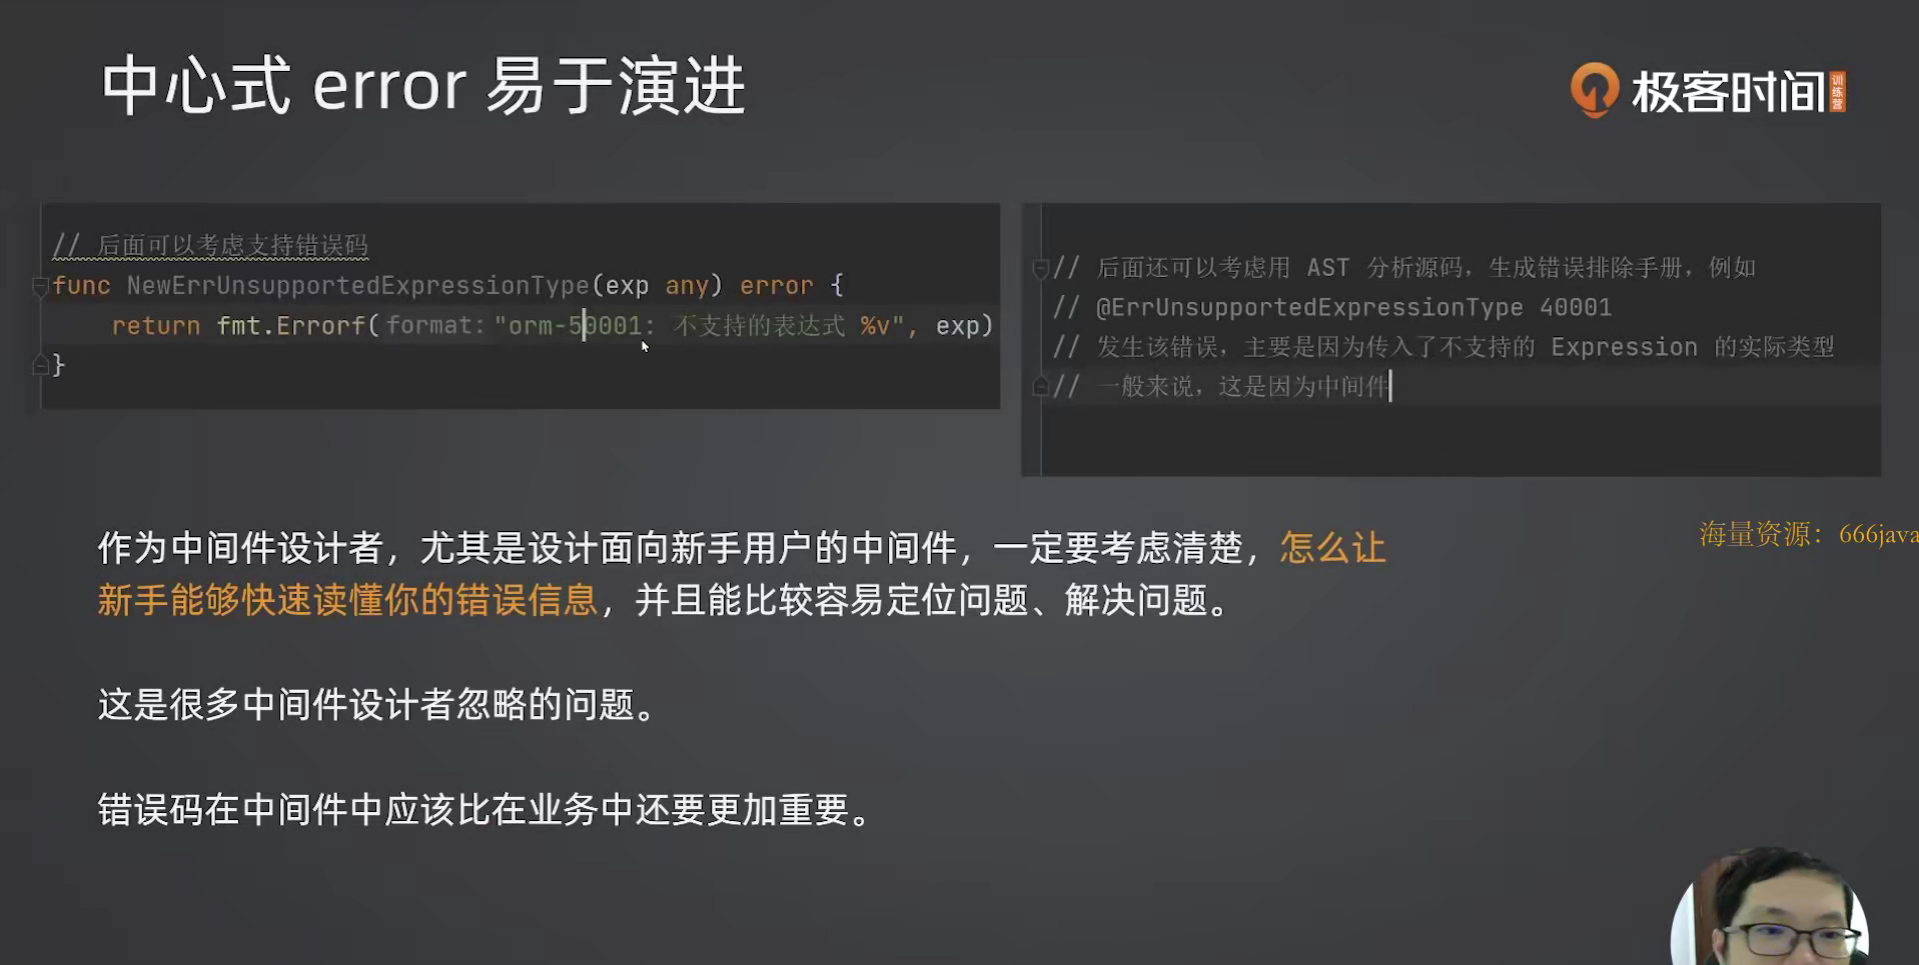 中心式 error 易于演进
极客时间
训练营
// 后面可以考虑支持错误码
func NewErrUnsupportedExpressionType(exp any) error {
return fmt.Errorf( format: "orm-50001: 不支持的表达式 %v", exp)
}
// 后面还可以考虑用 AST 分析源码，生成错误排除手册，例如
// @ErrUnsupportedExpressionType 40001
// 发生该错误，主要是因为传入了不支持的 Expression 的实际类型
// 一般来说，这是因为中间件
海量资源：666java
作为中间件设计者，尤其是设计面向新手用户的中间件，一定要考虑清楚，怎么让
新手能够快速读懂你的错误信息，并且能比较容易定位问题、解决问题。
这是很多中间件设计者忽略的问题。
错误码在中间件中应该比在业务中还要更加重要。